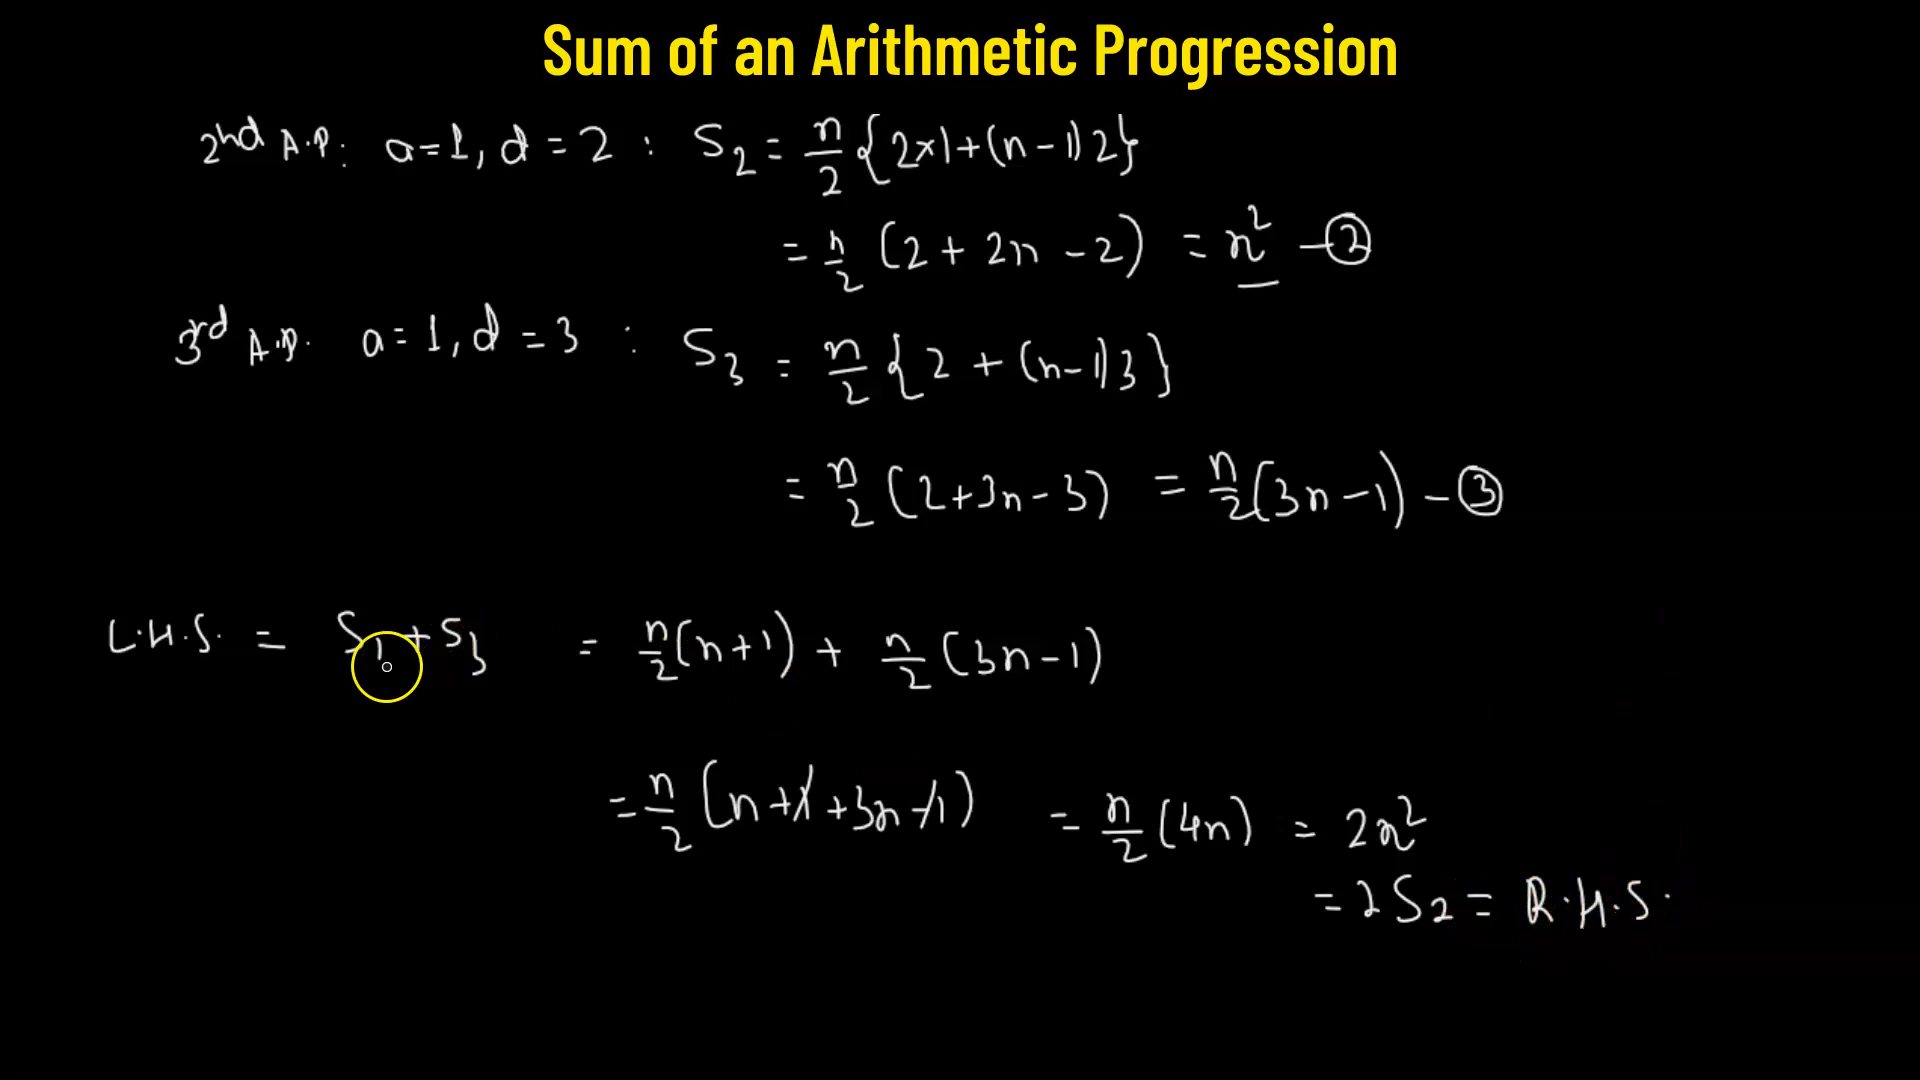 Sum of an Arithmetic Progression
2nd A.P.: a=1, d=2 : S₂ = n/2 {2×1+(n-1)2}
= n/2 (2+2n-2) = n² -②
3rd A.P. a=1, d=3 : S₃ = n/2 {2+(n-1)3}
= n/2 (2+3n-3) = n/2 (3n-1) -③
L.H.S. = S₁+S₃ = n/2 (n+1) + n/2 (3n-1)
= n/2 (n+1+3n-1) = n/2 (4n) = 2n²
= 2S₂ = R.H.S.